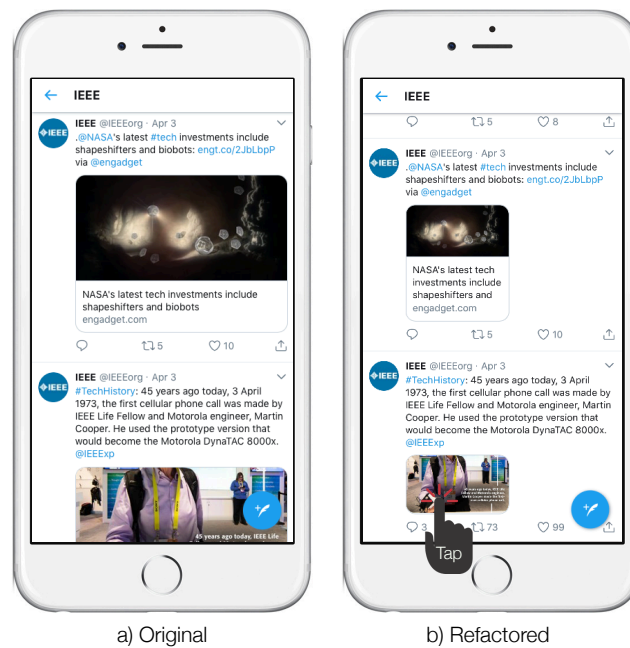 IEEE
IEEE @IEEEorg · Apr 3
IEEE
.@NASA's latest #tech investments include
shapeshifters and biobots: engt.co/2JbLbpP
via @engadget
NASA's latest tech investments include
shapeshifters and biobots
engadget.com
5
10
IEEE @IEEEorg · Apr 3
IEEE
#TechHistory: 45 years ago today, 3 April
1973, the first cellular phone call was made by
IEEE Life Fellow and Motorola engineer, Martin
Cooper. He used the prototype version that
would become the Motorola DynaTAC 8000x.
@IEEExp
45 years ago today, IEEE Life
a) Original
IEEE
5
8
IEEE @IEEEorg · Apr 3
IEEE
.@NASA's latest #tech investments include
shapeshifters and biobots: engt.co/2JbLbpP
via @engadget
NASA's latest tech
investments include
shapeshifters and
engadget.com
5
10
IEEE @IEEEorg · Apr 3
IEEE
#TechHistory: 45 years ago today, 3 April
1973, the first cellular phone call was made by
IEEE Life Fellow and Motorola engineer, Martin
Cooper. He used the prototype version that
would become the Motorola DynaTAC 8000x.
@IEEExp
3
73
99
Tap
b) Refactored